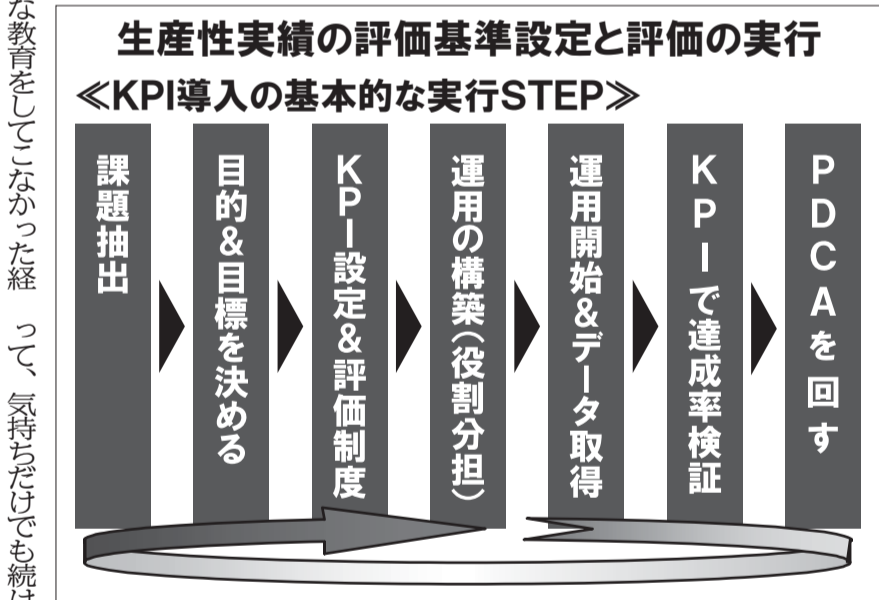 生産性実績の評価基準設定と評価の実行
≪KPI導入の基本的な実行STEP≫
課題抽出
目的&目標を決める
KPI設定&評価制度
運用の構築(役割分担)
運用開始&データ取得
KPIで達成率検証
PDCAを回す
な教育をしてこなかった経
って、気持ちだけでも続け